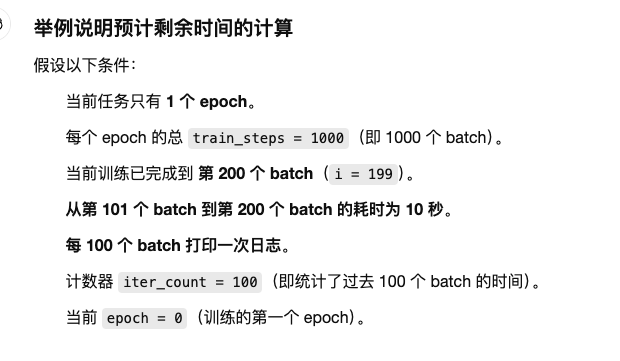 举例说明预计剩余时间的计算
假设以下条件：
当前任务只有 1 个 epoch。
每个 epoch 的总 train_steps = 1000（即 1000 个 batch）。
当前训练已完成到 第 200 个 batch（i = 199）。
从第 101 个 batch 到第 200 个 batch 的耗时为 10 秒。
每 100 个 batch 打印一次日志。
计数器 iter_count = 100（即统计了过去 100 个 batch 的时间）。
当前 epoch = 0（训练的第一个 epoch）。